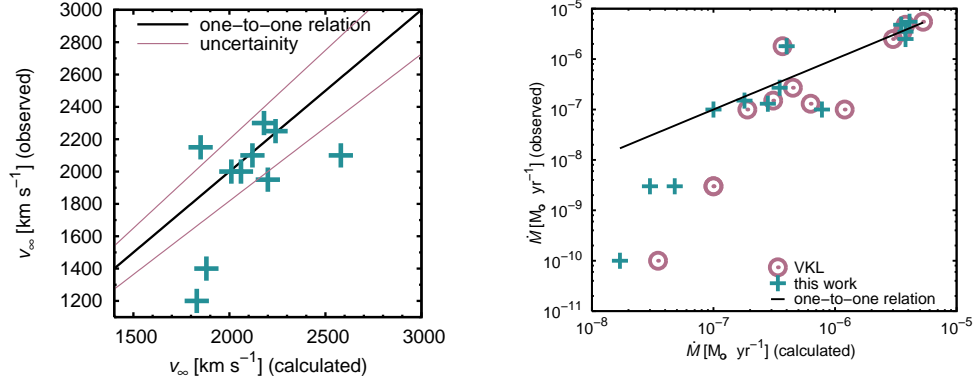 3000
2800
2600
2400
2200
2000
1800
1600
1400
1200
v∞ [km s⁻¹] (observed)
one−to−one relation
uncertainity
1500 2000 2500 3000
v∞ [km s⁻¹] (calculated)
10⁻⁵
10⁻⁶
10⁻⁷
10⁻⁸
10⁻⁹
10⁻¹⁰
10⁻¹¹
Ṁ [M⊙ yr⁻¹] (observed)
VKL
this work
one−to−one relation
10⁻⁸ 10⁻⁷ 10⁻⁶ 10⁻⁵
Ṁ [M⊙ yr⁻¹] (calculated)